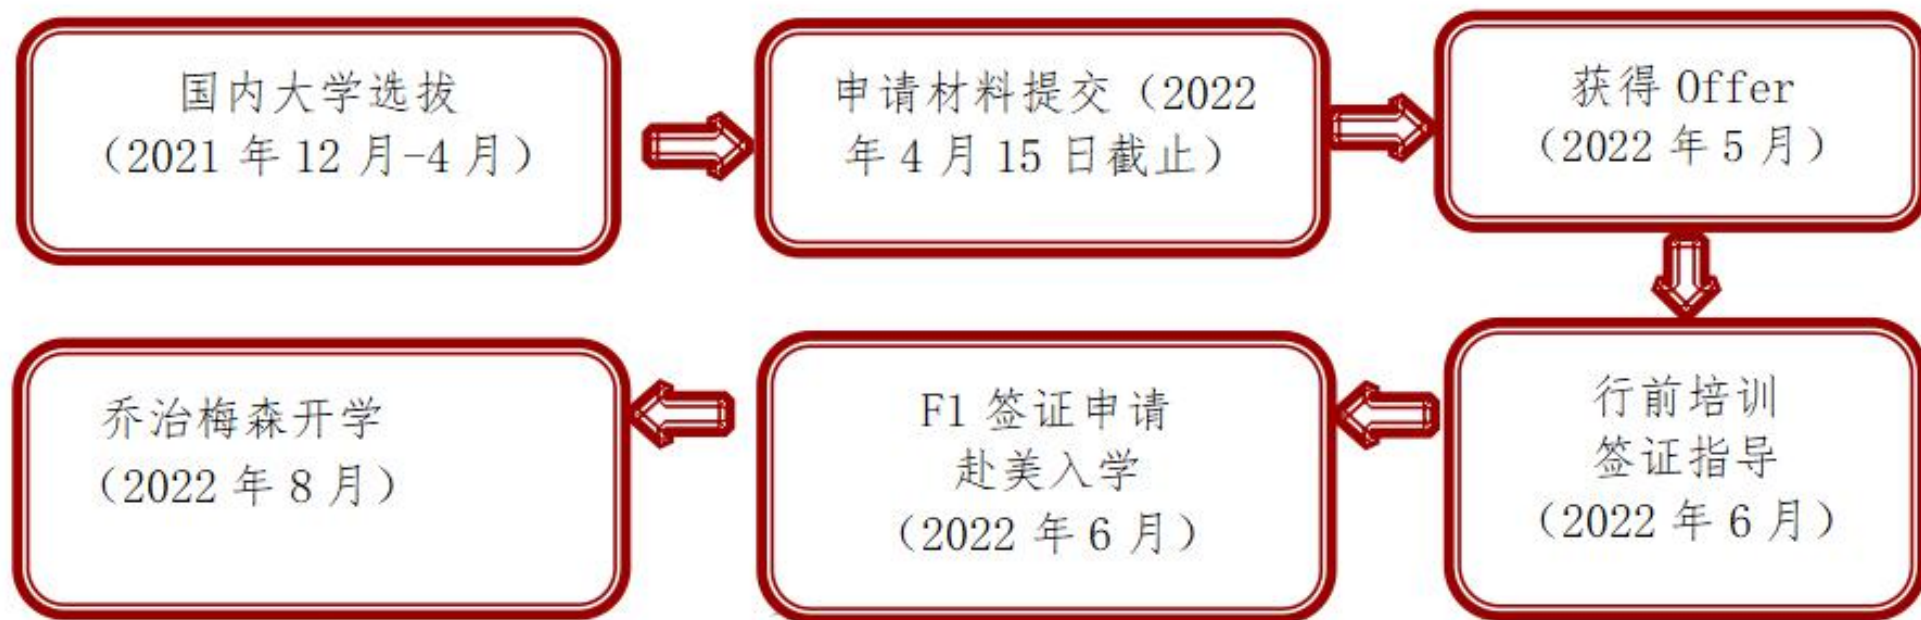 国内大学选拔
（2021 年 12 月-4 月）
申请材料提交（2022
年 4 月 15 日截止）
获得 Offer
（2022 年 5 月）
行前培训
签证指导
（2022 年 6 月）
F1 签证申请
赴美入学
（2022 年 6 月）
乔治梅森开学
（2022 年 8 月）